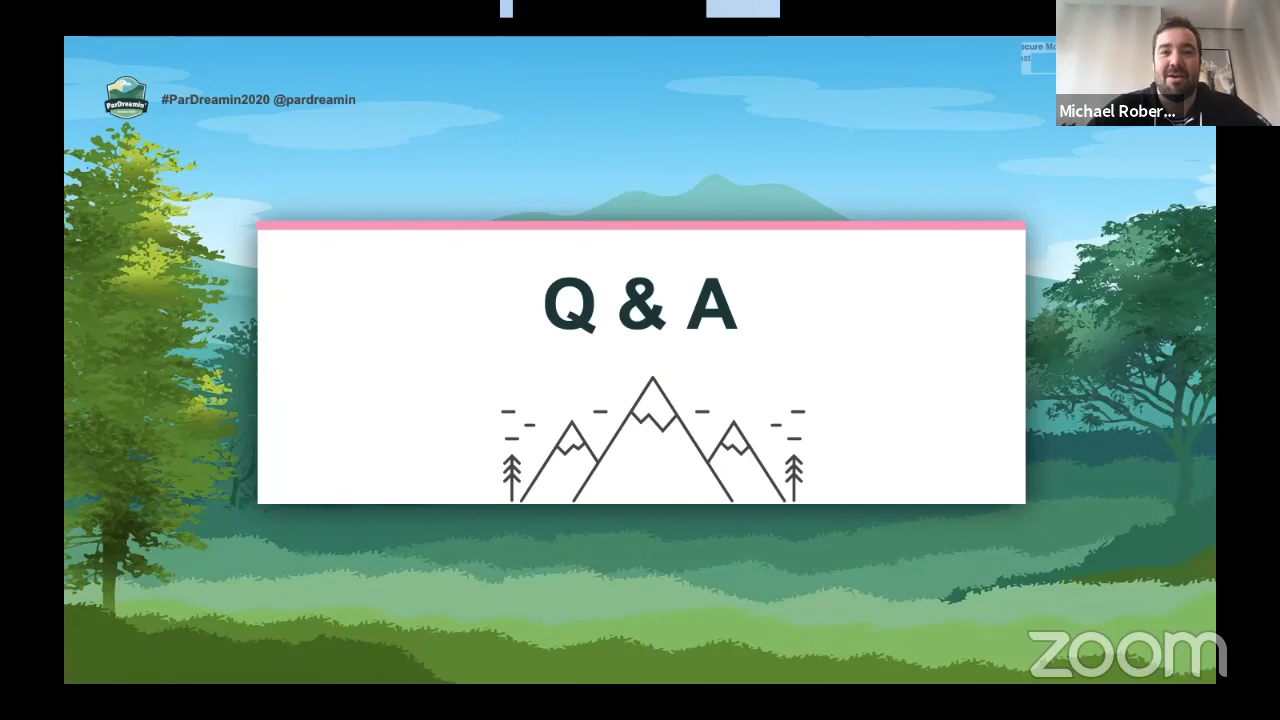 ParDreamin'
#ParDreamin2020 @pardreamin
Michael Rober...
Q & A
zoom